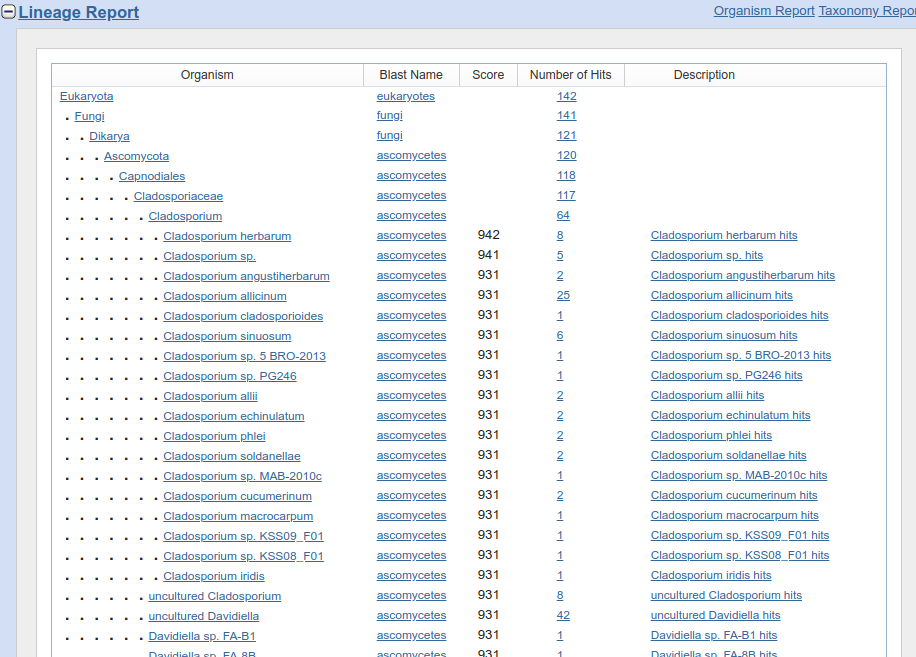 Lineage Report Organism Report Taxonomy Repor
Organism Blast Name Score Number of Hits Description
Eukaryota eukaryotes 142
. Fungi fungi 141
. . Dikarya fungi 121
. . . Ascomycota ascomycetes 120
. . . . Capnodiales ascomycetes 118
. . . . . Cladosporiaceae ascomycetes 117
. . . . . . Cladosporium ascomycetes 64
. . . . . . . Cladosporium herbarum ascomycetes 942 8 Cladosporium herbarum hits
. . . . . . . Cladosporium sp. ascomycetes 941 5 Cladosporium sp. hits
. . . . . . . Cladosporium angustiherbarum ascomycetes 931 2 Cladosporium angustiherbarum hits
. . . . . . . Cladosporium allicinum ascomycetes 931 25 Cladosporium allicinum hits
. . . . . . . Cladosporium cladosporioides ascomycetes 931 1 Cladosporium cladosporioides hits
. . . . . . . Cladosporium sinuosum ascomycetes 931 6 Cladosporium sinuosum hits
. . . . . . . Cladosporium sp. 5 BRO-2013 ascomycetes 931 1 Cladosporium sp. 5 BRO-2013 hits
. . . . . . . Cladosporium sp. PG246 ascomycetes 931 1 Cladosporium sp. PG246 hits
. . . . . . . Cladosporium allii ascomycetes 931 2 Cladosporium allii hits
. . . . . . . Cladosporium echinulatum ascomycetes 931 2 Cladosporium echinulatum hits
. . . . . . . Cladosporium phlei ascomycetes 931 2 Cladosporium phlei hits
. . . . . . . Cladosporium soldanellae ascomycetes 931 2 Cladosporium soldanellae hits
. . . . . . . Cladosporium sp. MAB-2010c ascomycetes 931 1 Cladosporium sp. MAB-2010c hits
. . . . . . . Cladosporium cucumerinum ascomycetes 931 2 Cladosporium cucumerinum hits
. . . . . . . Cladosporium macrocarpum ascomycetes 931 1 Cladosporium macrocarpum hits
. . . . . . . Cladosporium sp. KSS09_F01 ascomycetes 931 1 Cladosporium sp. KSS09_F01 hits
. . . . . . . Cladosporium sp. KSS08_F01 ascomycetes 931 1 Cladosporium sp. KSS08_F01 hits
. . . . . . . Cladosporium iridis ascomycetes 931 1 Cladosporium iridis hits
. . . . . . uncultured Cladosporium ascomycetes 931 8 uncultured Cladosporium hits
. . . . . . uncultured Davidiella ascomycetes 931 42 uncultured Davidiella hits
. . . . . . Davidiella sp. FA-B1 ascomycetes 931 1 Davidiella sp. FA-B1 hits
Davidiella sp. FA-8B ascomycetes 931 1 Davidiella sp. FA-8B hits